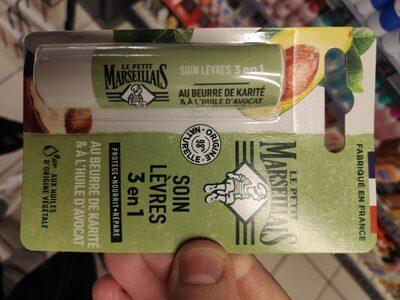 LE PETIT
MARSEILLAIS
SOIN LÈVRES 3 en 1
AU BEURRE DE KARITÉ
& À L'HUILE D'AVOCAT
ORIGINE
98%
NATURELLE
LE PETIT
MARSEILLAIS
SOIN
LÈVRES
3 en 1
PROTÈGE•NOURRIT•RÉPARE
AU BEURRE DE KARITÉ
& À L'HUILE D'AVOCAT
AUX HUILES
D'ORIGINE VÉGÉTALE
FABRIQUÉ EN FRANCE